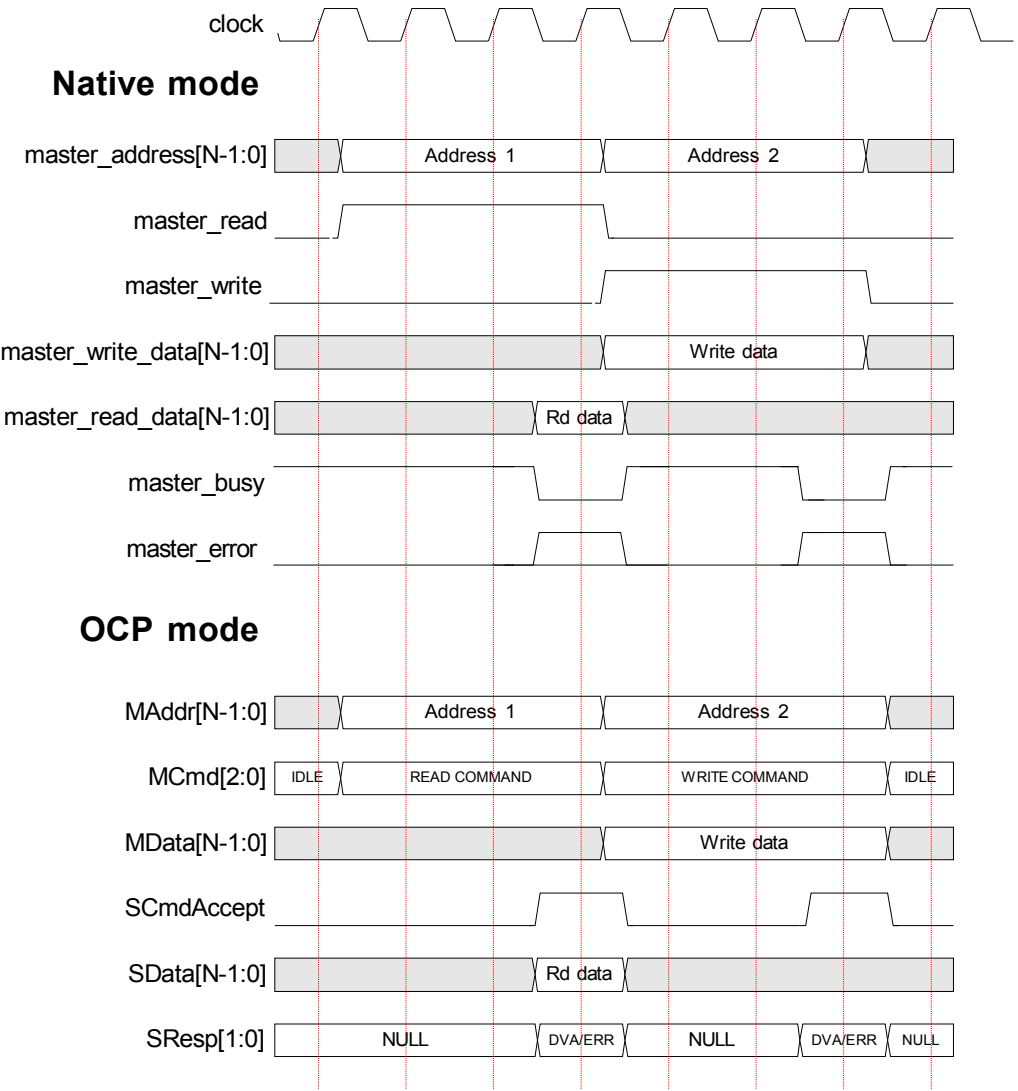 clock
Native mode
master_address[N-1:0] Address 1 Address 2
master_read
master_write
master_write_data[N-1:0] Write data
master_read_data[N-1:0] Rd data
master_busy
master_error
OCP mode
MAddr[N-1:0] Address 1 Address 2
MCmd[2:0] IDLE READ COMMAND WRITE COMMAND IDLE
MData[N-1:0] Write data
SCmdAccept
SData[N-1:0] Rd data
SResp[1:0] NULL DVA/ERR NULL DVA/ERR NULL